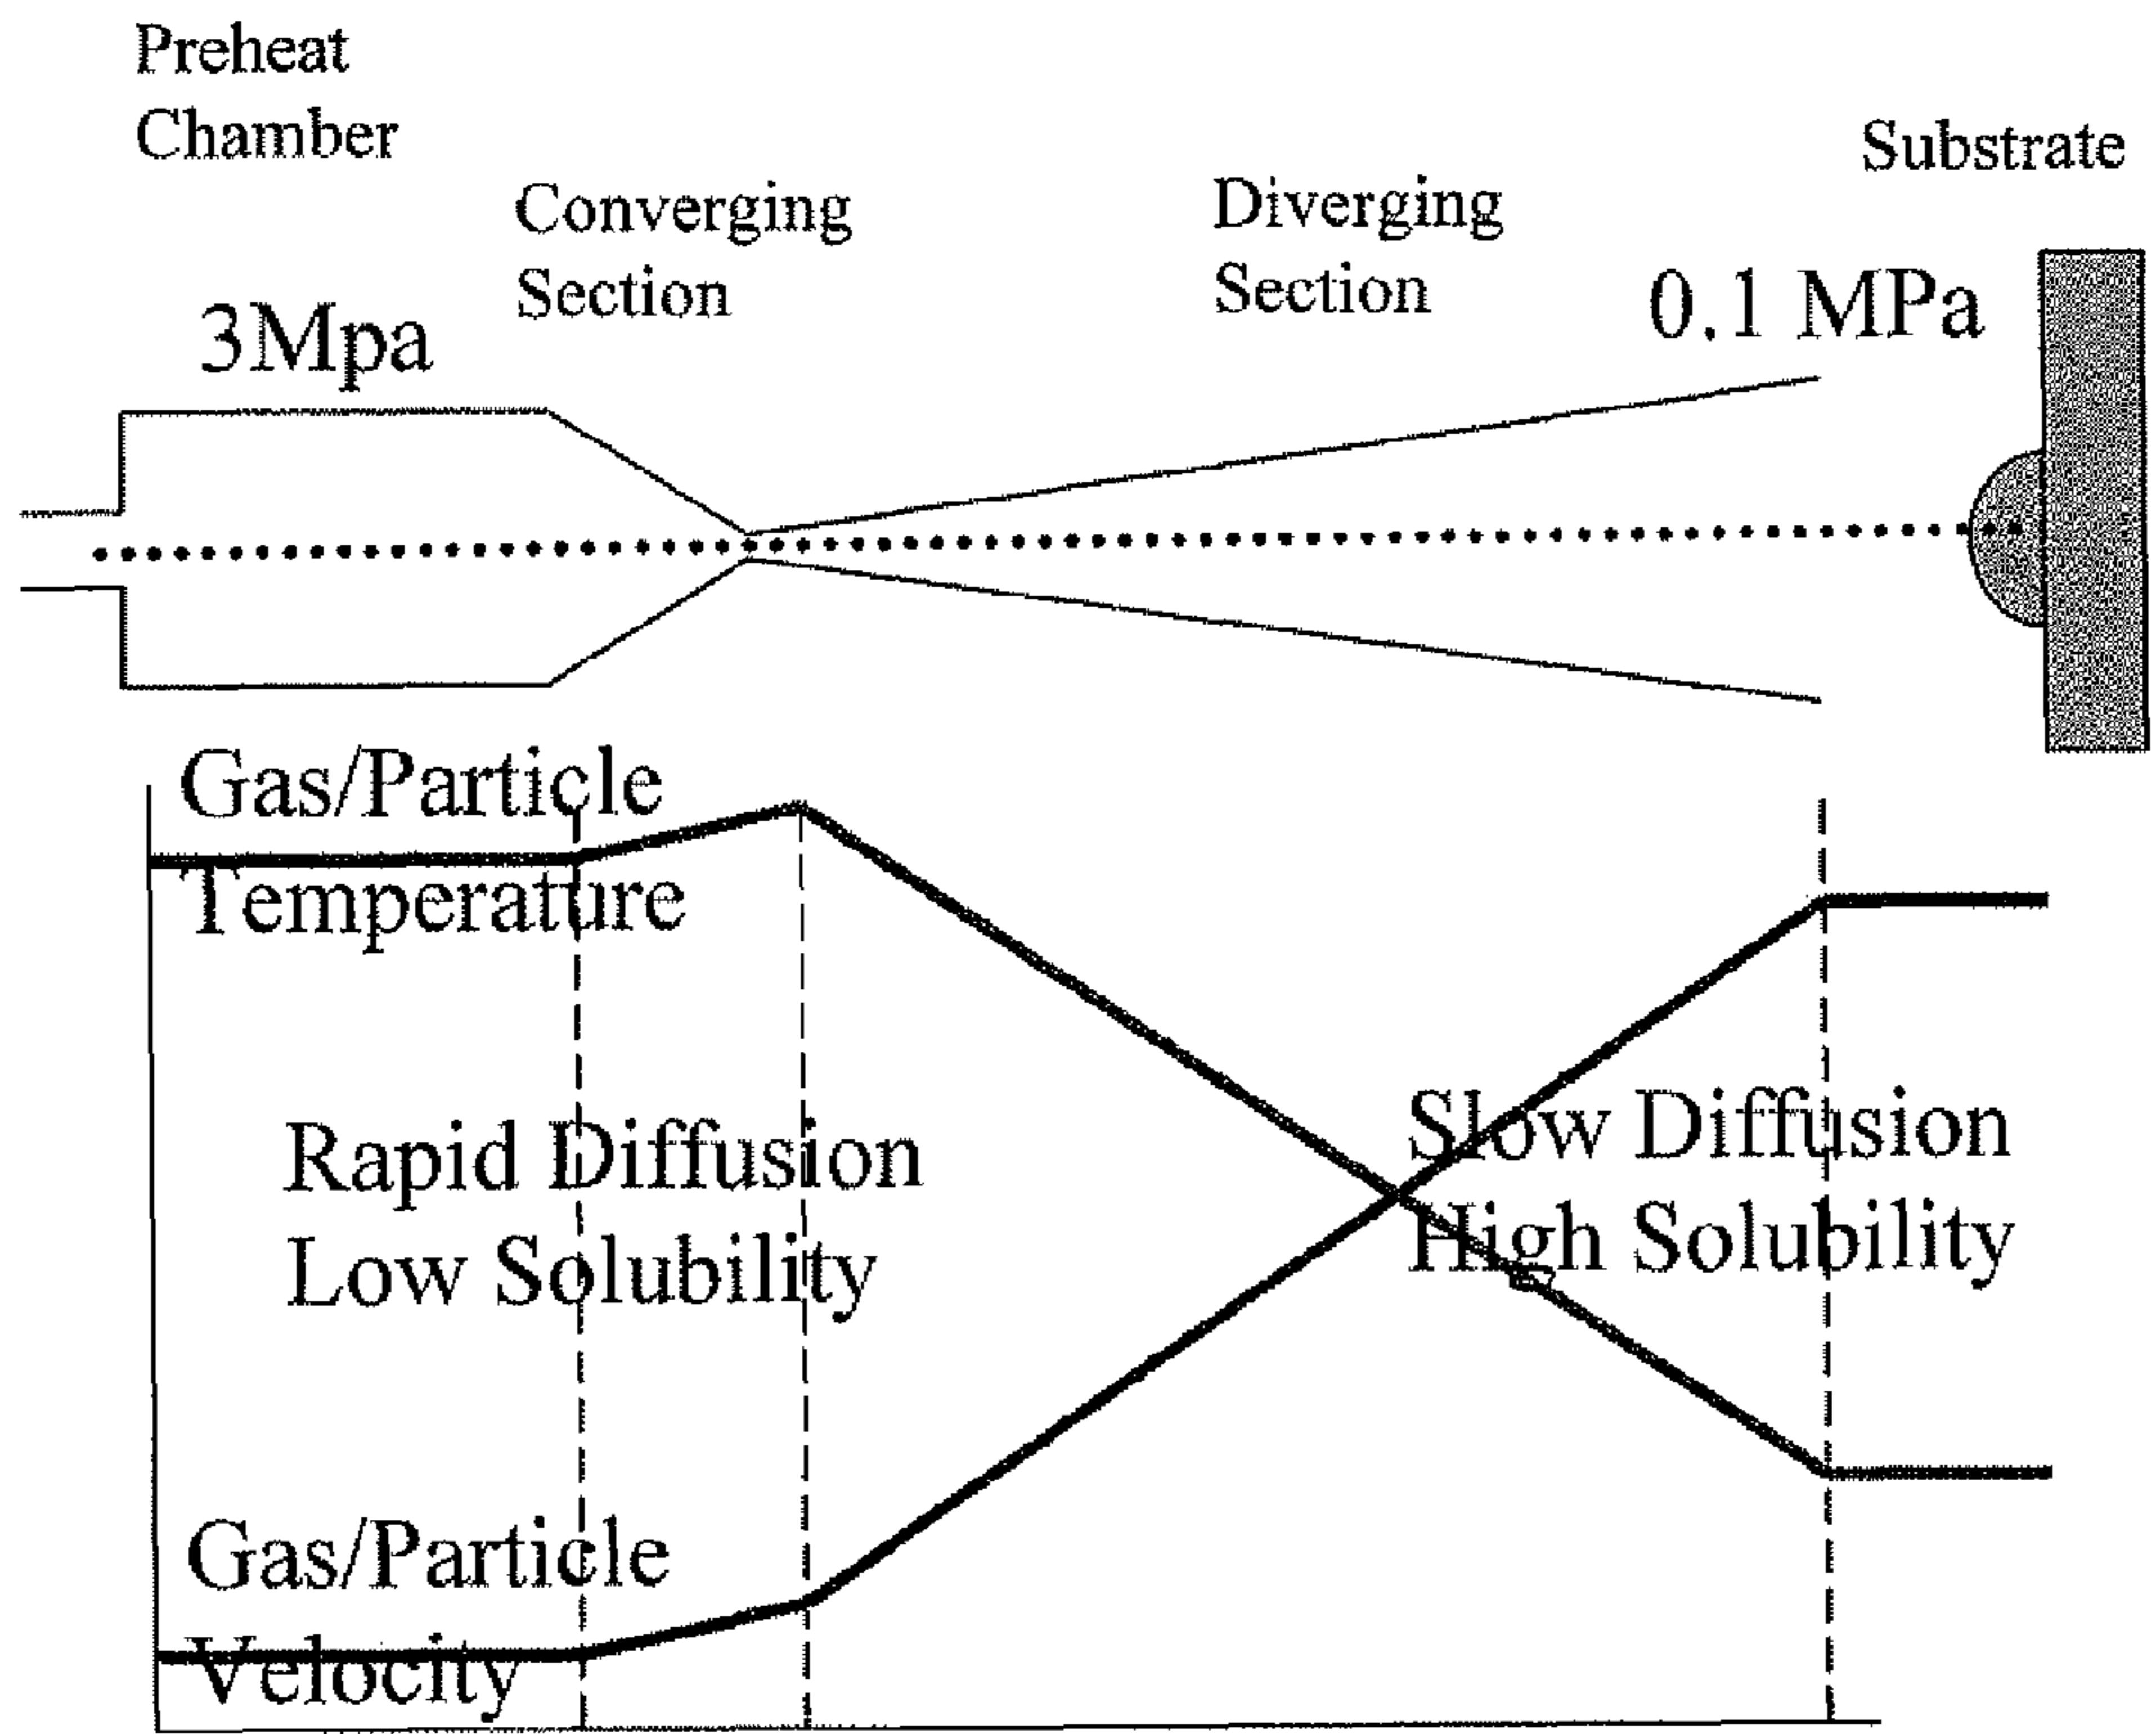 Preheat
Chamber
Converging
Section
Diverging
Section
Substrate
3Mpa
0.1 MPa
Gas/Particle
Temperature
Rapid Diffusion
Low Solubility
Slow Diffusion
High Solubility
Gas/Particle
Velocity